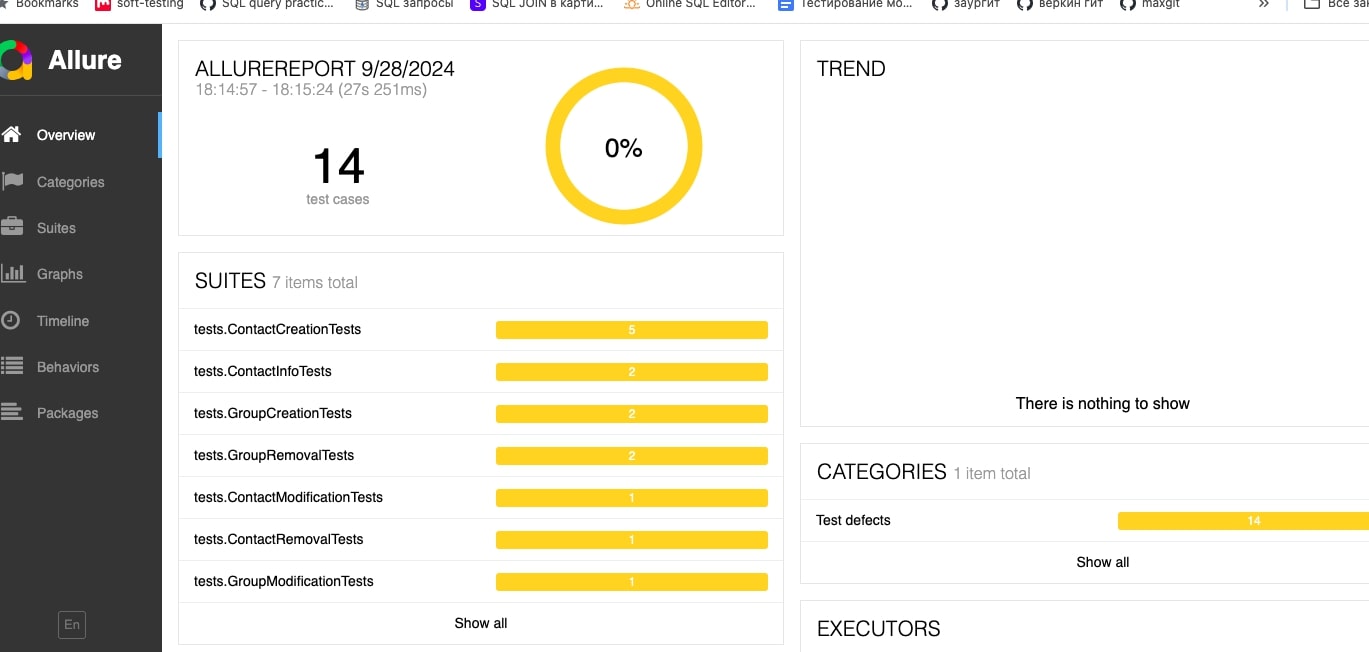 Bookmarks
soft-testing
SQL query practic...
SQL запросы
SQL JOIN в карти...
Online SQL Editor...
Тестирование мо...
заургит
веркин гит
maxgit
»
Все за
Allure
Overview
Categories
Suites
Graphs
Timeline
Behaviors
Packages
En
ALLUREREPORT 9/28/2024
18:14:57 - 18:15:24 (27s 251ms)
14
test cases
0%
SUITES 7 items total
tests.ContactCreationTests 5
tests.ContactInfoTests 2
tests.GroupCreationTests 2
tests.GroupRemovalTests 2
tests.ContactModificationTests 1
tests.ContactRemovalTests 1
tests.GroupModificationTests 1
Show all
TREND
There is nothing to show
CATEGORIES 1 item total
Test defects 14
Show all
EXECUTORS